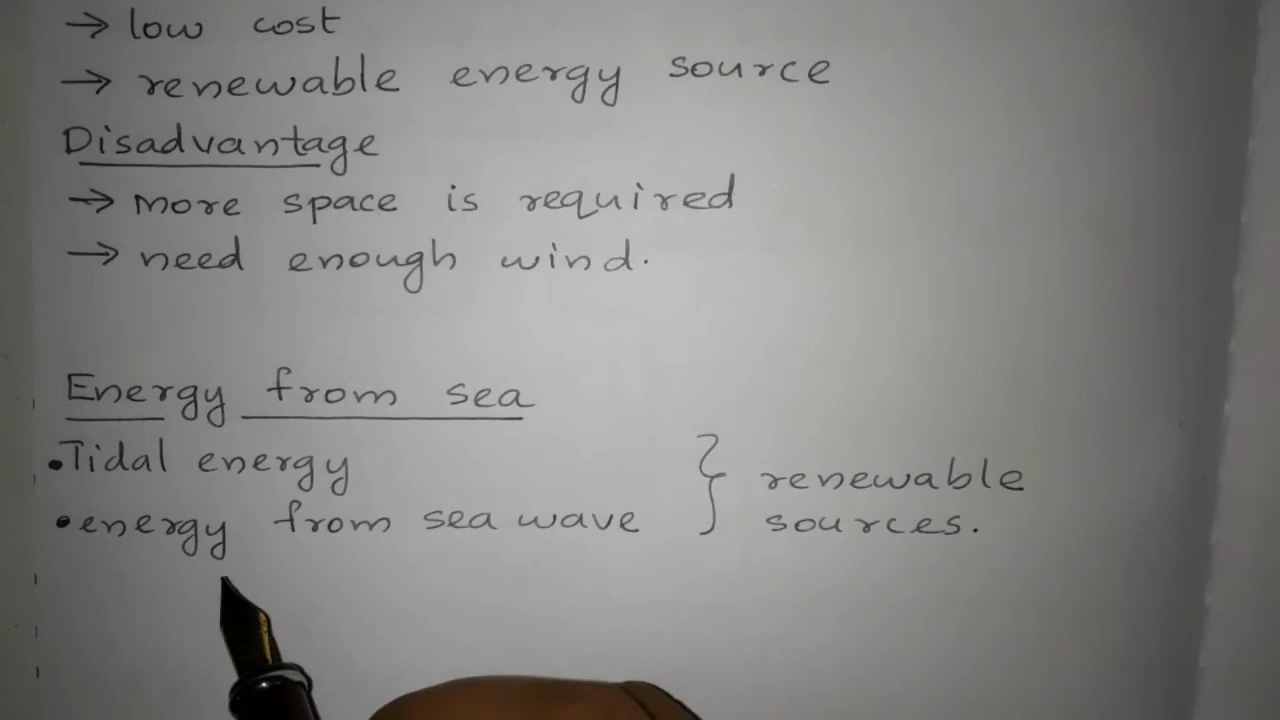 → low cost
→ renewable energy source
Disadvantage
→ more space is required
→ need enough wind.
Energy from sea
•Tidal energy
•energy from sea wave } renewable
sources.